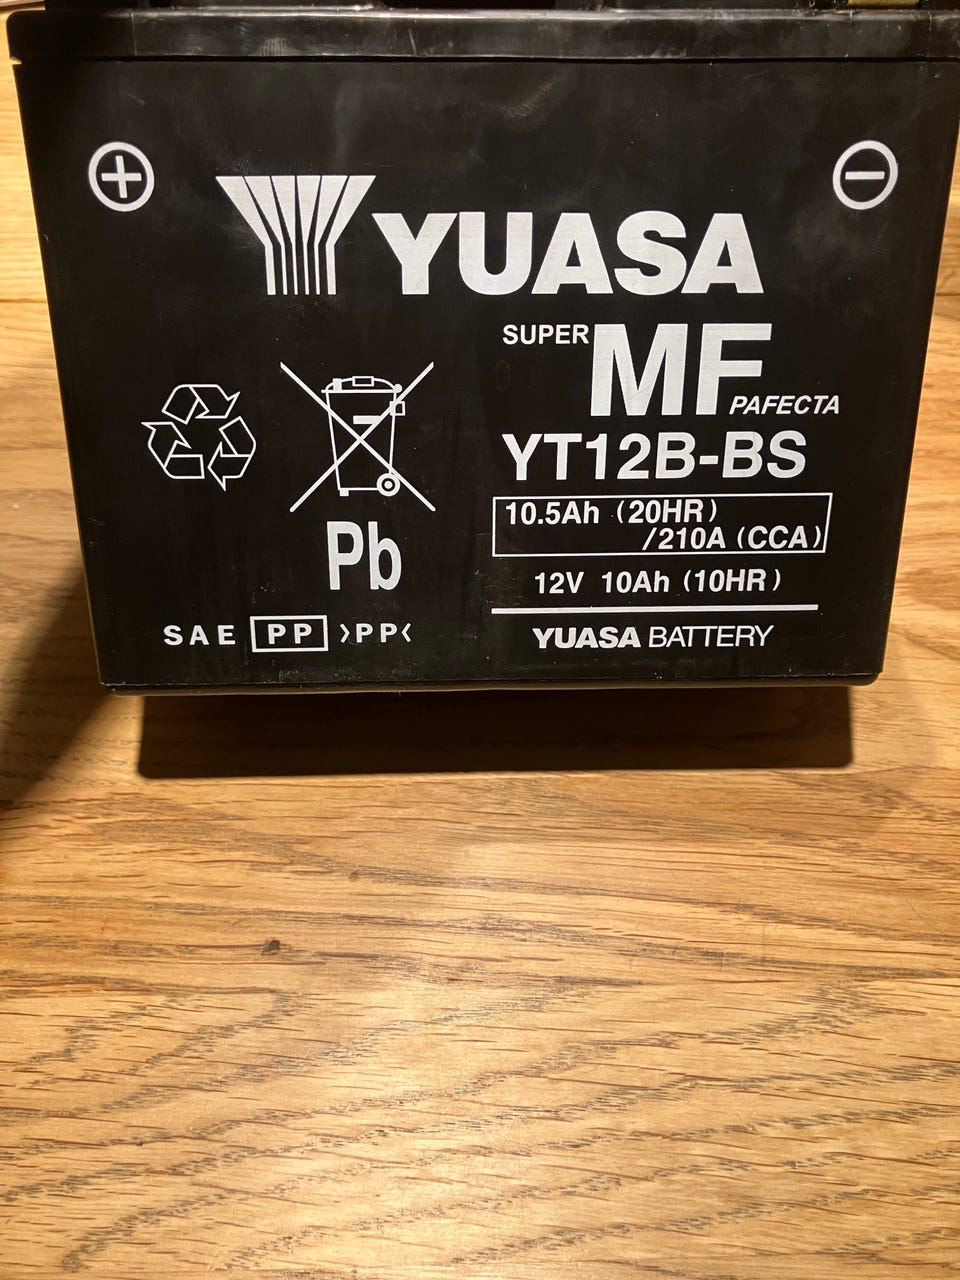 + -
YUASA
SUPER MF PAFECTA
YT12B-BS
10.5Ah (20HR)
/210A (CCA)
12V 10Ah (10HR)
YUASA BATTERY
Pb
SAE PP >PP<